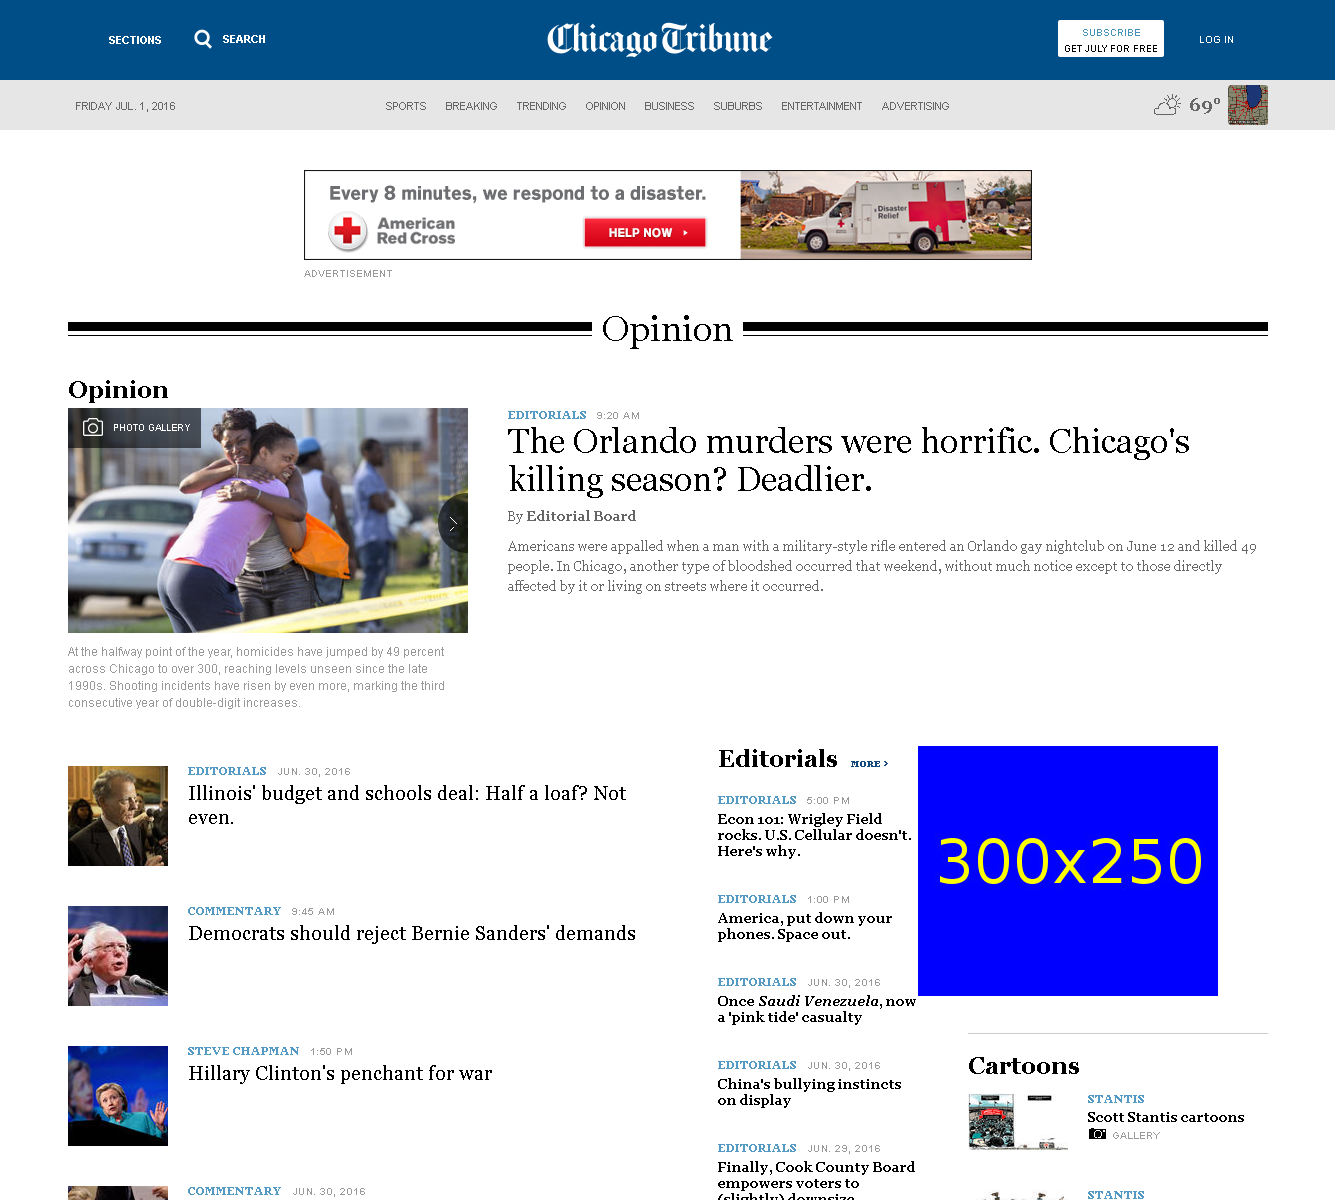 SECTIONS
SEARCH
Chicago Tribune
SUBSCRIBE
GET JULY FOR FREE
LOG IN
FRIDAY JUL. 1, 2016
SPORTS BREAKING TRENDING OPINION BUSINESS SUBURBS ENTERTAINMENT ADVERTISING
69°
Every 8 minutes, we respond to a disaster.
American
Red Cross
HELP NOW
Disaster
Relief
ADVERTISEMENT
Opinion
Opinion
PHOTO GALLERY
At the halfway point of the year, homicides have jumped by 49 percent
across Chicago to over 300, reaching levels unseen since the late
1990s. Shooting incidents have risen by even more, marking the third
consecutive year of double-digit increases.
EDITORIALS 9:20 AM
The Orlando murders were horrific. Chicago's
killing season? Deadlier.
By Editorial Board
Americans were appalled when a man with a military-style rifle entered an Orlando gay nightclub on June 12 and killed 49
people. In Chicago, another type of bloodshed occurred that weekend, without much notice except to those directly
affected by it or living on streets where it occurred.
EDITORIALS JUN. 30, 2016
Illinois' budget and schools deal: Half a loaf? Not
even.
COMMENTARY 9:45 AM
Democrats should reject Bernie Sanders' demands
STEVE CHAPMAN 1:50 PM
Hillary Clinton's penchant for war
COMMENTARY JUN. 30, 2016
Editorials MORE >
EDITORIALS 5:00 PM
Econ 101: Wrigley Field
rocks. U.S. Cellular doesn't.
Here's why.
EDITORIALS 1:00 PM
America, put down your
phones. Space out.
EDITORIALS JUN. 30, 2016
Once Saudi Venezuela, now
a 'pink tide' casualty
EDITORIALS JUN. 30, 2016
China's bullying instincts
on display
EDITORIALS JUN. 29, 2016
Finally, Cook County Board
empowers voters to
(slightly) downsize
300x250
Cartoons
STANTIS
Scott Stantis cartoons
GALLERY
STANTIS